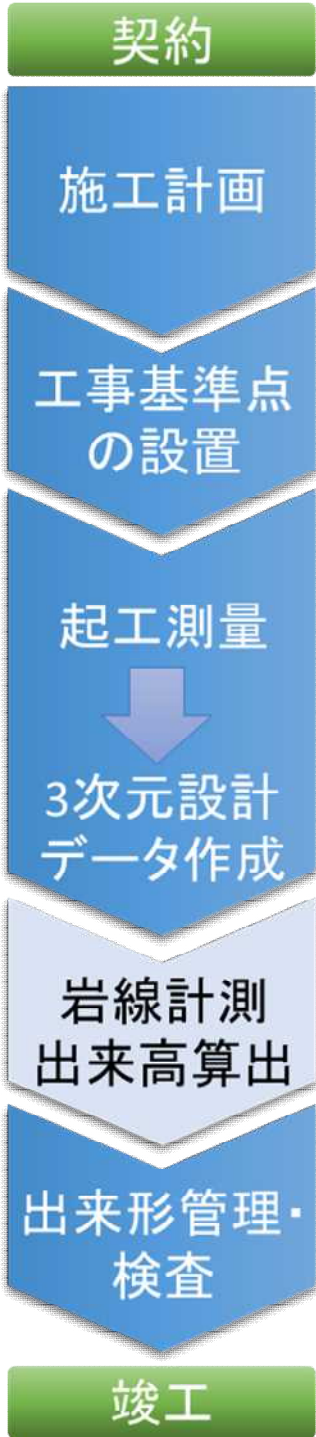 契約
施工計画
工事基準点
の設置
起工測量
3次元設計
データ作成
岩線計測
出来高算出
出来形管理・
検査
竣工